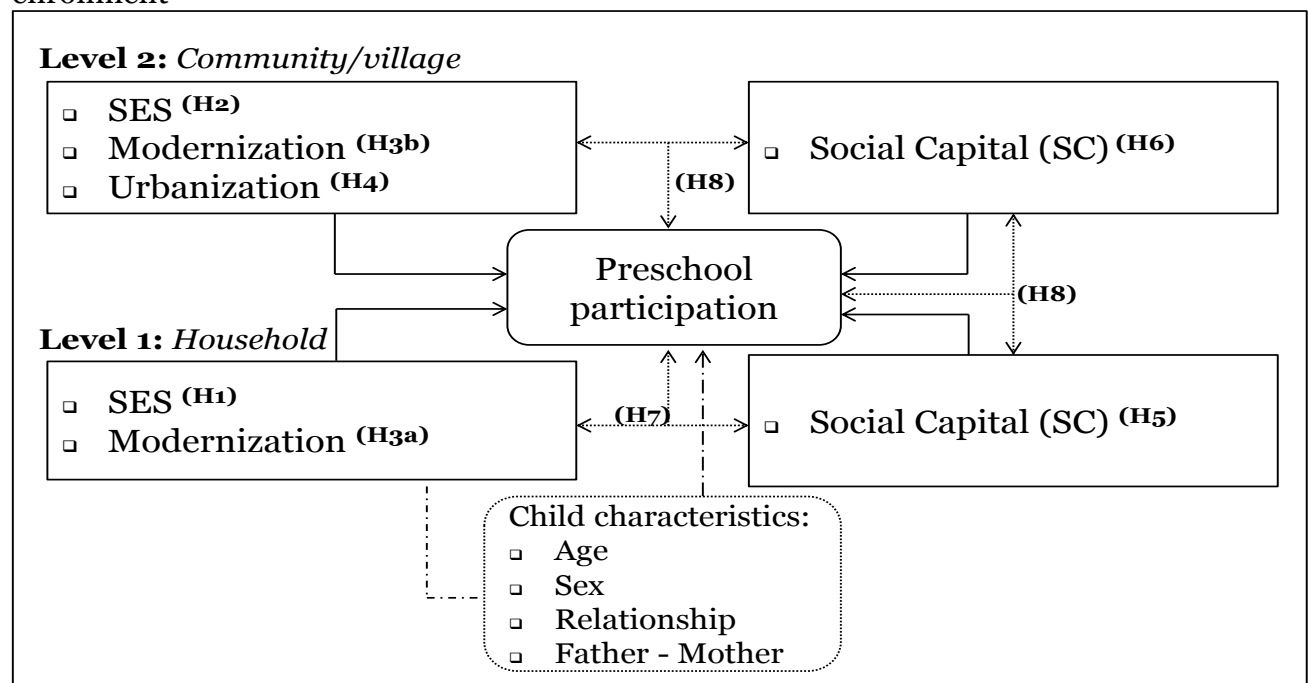 Level 2: Community/village
▫ SES (H2)
▫ Modernization (H3b)
▫ Urbanization (H4)
▫ Social Capital (SC) (H6)
(H8)
Preschool
participation
(H8)
Level 1: Household
▫ SES (H1)
▫ Modernization (H3a)
(H7)
▫ Social Capital (SC) (H5)
Child characteristics:
▫ Age
▫ Sex
▫ Relationship
▫ Father - Mother